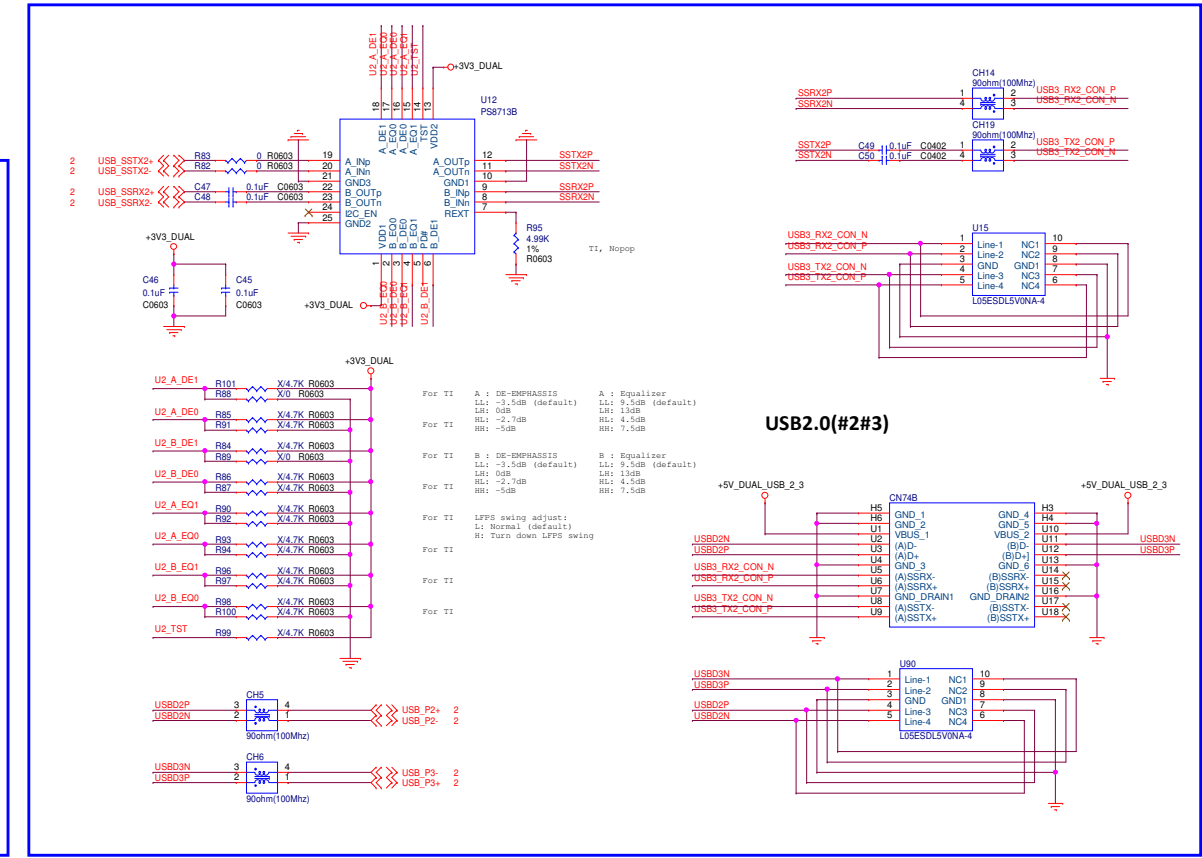 U2_A_DE1
U2_A_EQ0
U2_A_DE0
U2_A_EQ1
U2_TST
+3V3_DUAL
U12
PS8713B
18 17 16 15 14 13
A_DE1
A_EQ0
A_DE0
A_EQ1
TST
VDD2
2 USB_SSTX2+ R83 0 R0603 19 A_INp A_OUTp 12 SSTX2P
2 USB_SSTX2- R82 0 R0603 20 A_INn A_OUTn 11 SSTX2N
21 GND3 GND1 10
2 USB_SSRX2+ C47 0.1uF C0603 22 B_OUTp B_INp 9 SSRX2P
2 USB_SSRX2- C48 0.1uF C0603 23 B_OUTn B_INn 8 SSRX2N
24 I2C_EN REXT 7
25 GND2
VDD1
B_EQ0
B_DE0
B_EQ1
PD#
B_DE1
1 2 3 4 5 6
R95
4.99K
1%
R0603
TI, Nopop
+3V3_DUAL
C46
0.1uF
C0603
C45
0.1uF
C0603
+3V3_DUAL
U2_B_EQ0
U2_B_DE0
U2_B_EQ1
U2_B_DE1
+3V3_DUAL
U2_A_DE1 R101 X/4.7K R0603
R88 X/0 R0603
U2_A_DE0 R85 X/4.7K R0603
R91 X/4.7K R0603
U2_B_DE1 R84 X/4.7K R0603
R89 X/0 R0603
U2_B_DE0 R86 X/4.7K R0603
R87 X/4.7K R0603
U2_A_EQ1 R90 X/4.7K R0603
R92 X/4.7K R0603
U2_A_EQ0 R93 X/4.7K R0603
R94 X/4.7K R0603
U2_B_EQ1 R96 X/4.7K R0603
R97 X/4.7K R0603
U2_B_EQ0 R98 X/4.7K R0603
R100 X/4.7K R0603
U2_TST R99 X/4.7K R0603
For TI A : DE-EMPHASSIS A : Equalizer
LL: -3.5dB (default) LL: 9.5dB (default)
LH: 0dB LH: 13dB
HL: -2.7dB HL: 4.5dB
For TI HH: -5dB HH: 7.5dB
For TI B : DE-EMPHASSIS B : Equalizer
LL: -3.5dB (default) LL: 9.5dB (default)
LH: 0dB LH: 13dB
HL: -2.7dB HL: 4.5dB
For TI HH: -5dB HH: 7.5dB
For TI LFPS swing adjust:
L: Normal (default)
H: Turn down LFPS swing
For TI
For TI
For TI
CH5
USBD2P 3 4 USB_P2+ 2
USBD2N 2 1 USB_P2- 2
90ohm(100Mhz)
CH6
USBD3N 3 4 USB_P3- 2
USBD3P 2 1 USB_P3+ 2
90ohm(100Mhz)
CH14
90ohm(100Mhz)
SSRX2P 1 2 USB3_RX2_CON_P
SSRX2N 4 3 USB3_RX2_CON_N
CH19
90ohm(100Mhz)
SSTX2P C49 0.1uF C0402 1 2 USB3_TX2_CON_P
SSTX2N C50 0.1uF C0402 4 3 USB3_TX2_CON_N
U15
USB3_RX2_CON_N 1 Line-1 NC1 10
USB3_RX2_CON_P 2 Line-2 NC2 9
3 GND GND1 8
USB3_TX2_CON_N 4 Line-3 NC3 7
USB3_TX2_CON_P 5 Line-4 NC4 6
L05ESDL5V0NA-4
USB2.0(#2#3)
+5V_DUAL_USB_2_3 +5V_DUAL_USB_2_3
CN74B
H5 GND_1 GND_4 H3
H6 GND_2 GND_5 H4
U1 VBUS_1 VBUS_2 U10
USBD2N U2 (A)D- (B)D- U11 USBD3N
USBD2P U3 (A)D+ (B)D+] U12 USBD3P
U4 GND_3 GND_6 U13
USB3_RX2_CON_N U5 (A)SSRX- (B)SSRX- U14
USB3_RX2_CON_P U6 (A)SSRX+ (B)SSRX+ U15
U7 GND_DRAIN1 GND_DRAIN2 U16
USB3_TX2_CON_N U8 (A)SSTX- (B)SSTX- U17
USB3_TX2_CON_P U9 (A)SSTX+ (B)SSTX+ U18
U90
USBD3N 1 Line-1 NC1 10
USBD3P 2 Line-2 NC2 9
3 GND GND1 8
USBD2P 4 Line-3 NC3 7
USBD2N 5 Line-4 NC4 6
L05ESDL5V0NA-4